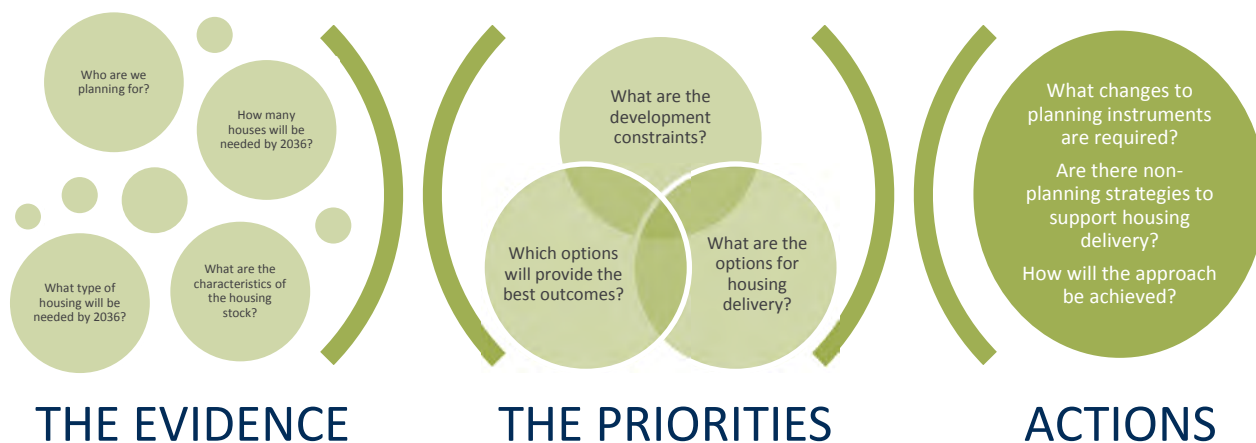 Who are we
planning for?
How many
houses will be
needed by 2036?
What type of
housing will be
needed by 2036?
What are the
characteristics of
the housing
stock?
THE EVIDENCE
What are the
development
constraints?
Which options
will provide the
best outcomes?
What are the
options for
housing
delivery?
THE PRIORITIES
What changes to
planning instruments
are required?
Are there non-
planning strategies to
support housing
delivery?
How will the approach
be achieved?
ACTIONS